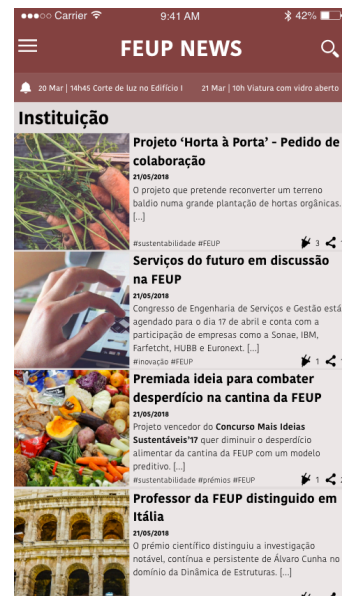 Carrier 9:41 AM 42%
FEUP NEWS
20 Mar | 14h45 Corte de luz no Edifício I 21 Mar | 10h Viatura com vidro aberto
Instituição
Projeto ‘Horta à Porta’ - Pedido de
colaboração
21/05/2018
O projeto que pretende reconverter um terreno
baldio numa grande plantação de hortas orgânicas.
[...]
#sustentabilidade #FEUP 3
Serviços do futuro em discussão
na FEUP
21/05/2018
Congresso de Engenharia de Serviços e Gestão está
agendado para o dia 17 de abril e conta com a
participação de empresas como a Sonae, IBM,
Farfetcht, HUBB e Euronext. [...]
#inovação #FEUP 1
Premiada ideia para combater
desperdício na cantina da FEUP
21/05/2018
Projeto vencedor do Concurso Mais Ideias
Sustentáveis'17 quer diminuir o desperdício
alimentar da cantina da FEUP com um modelo
preditivo. [...]
#sustentabilidade #prémios #FEUP 1
Professor da FEUP distinguido em
Itália
21/05/2018
O prémio científico distinguiu a investigação
notável, contínua e persistente de Álvaro Cunha no
domínio da Dinâmica de Estruturas. [...]